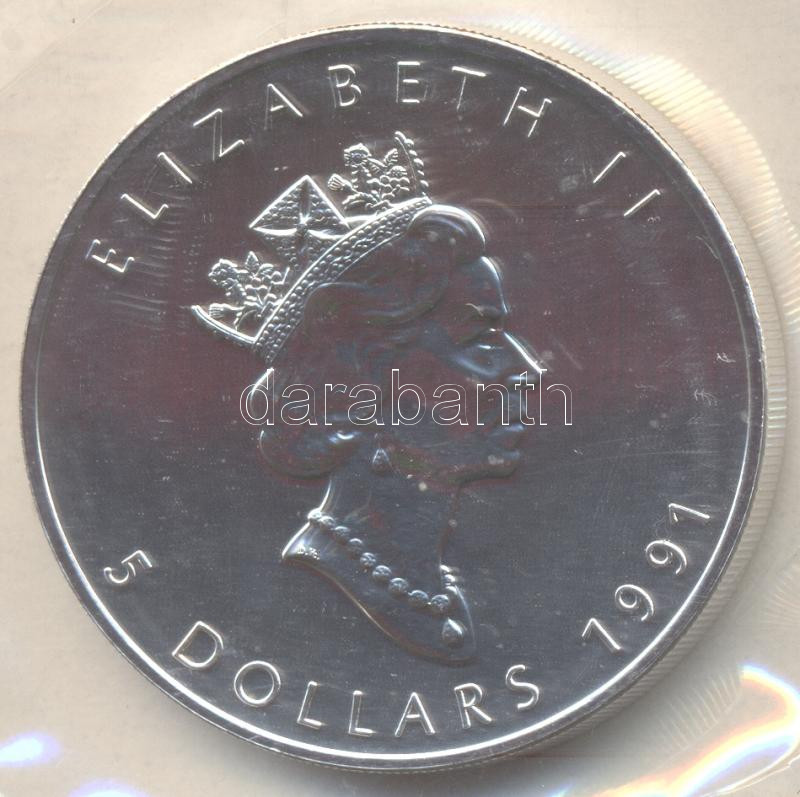 ELIZABETH II
darabanth
5 DOLLARS 1991